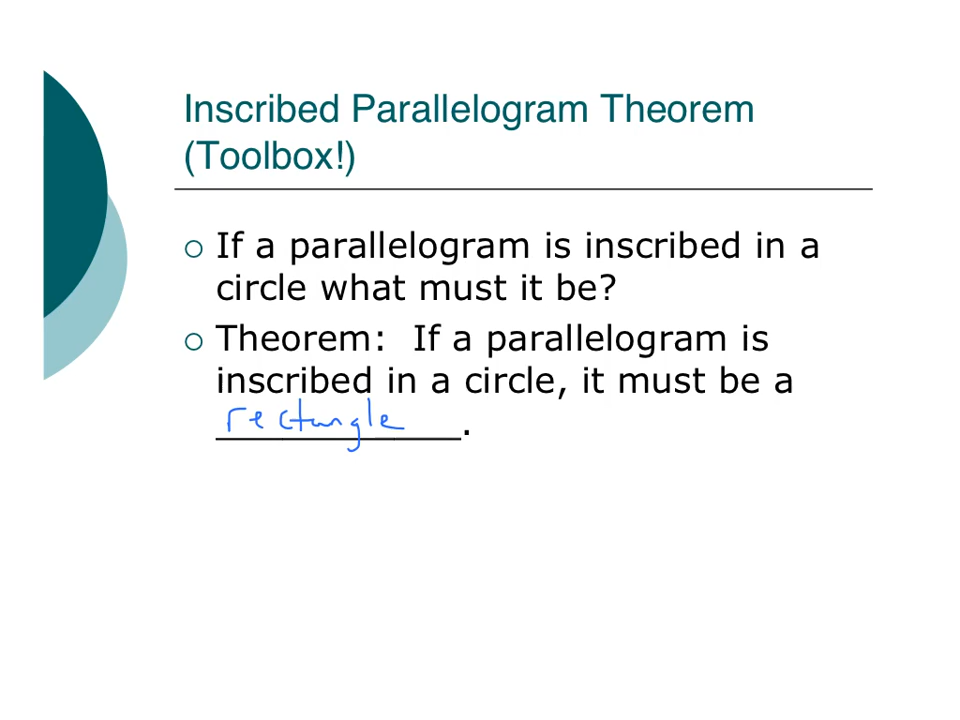 Inscribed Parallelogram Theorem
(Toolbox!)
If a parallelogram is inscribed in a
circle what must it be?
Theorem: If a parallelogram is
inscribed in a circle, it must be a
rectangle.